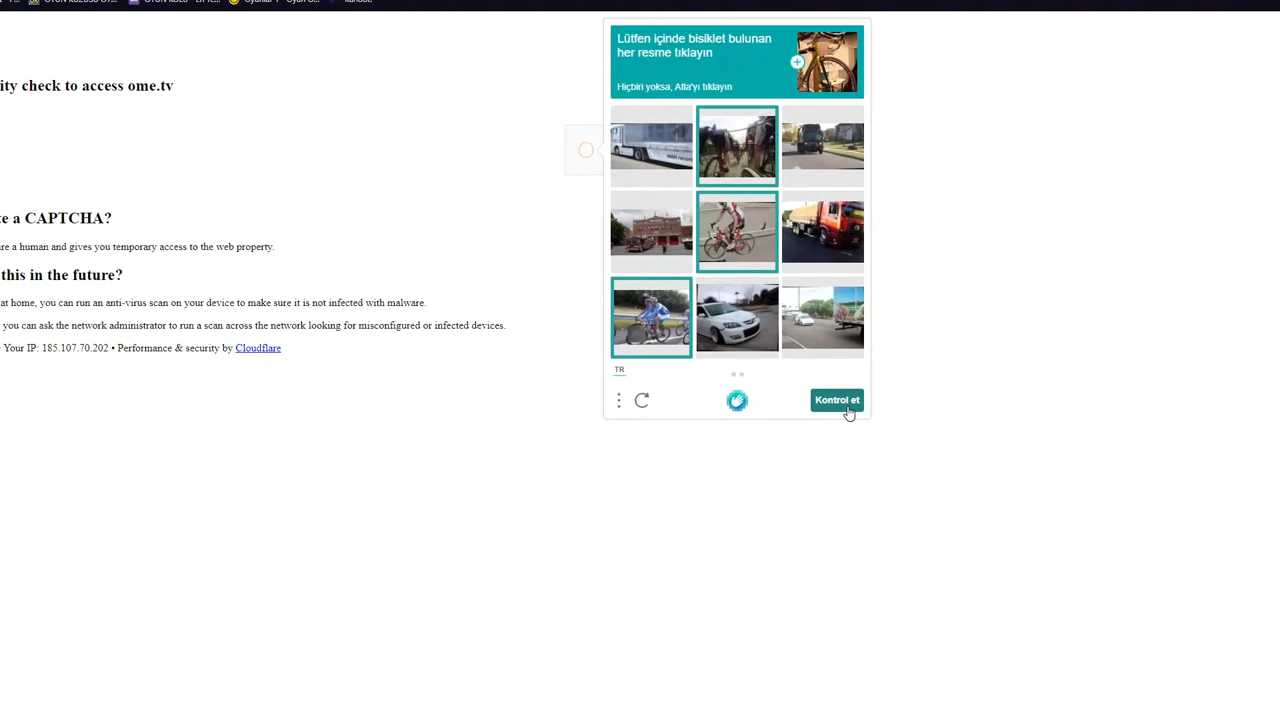 Lütfen içinde bisiklet bulunan
her resme tıklayın
Hiçbiri yoksa, Atla'yı tıklayın
ity check to access ome.tv
te a CAPTCHA?
are a human and gives you temporary access to the web property.
this in the future?
at home, you can run an anti-virus scan on your device to make sure it is not infected with malware.
you can ask the network administrator to run a scan across the network looking for misconfigured or infected devices.
Your IP: 185.107.70.202 • Performance & security by Cloudflare
TR
Kontrol et